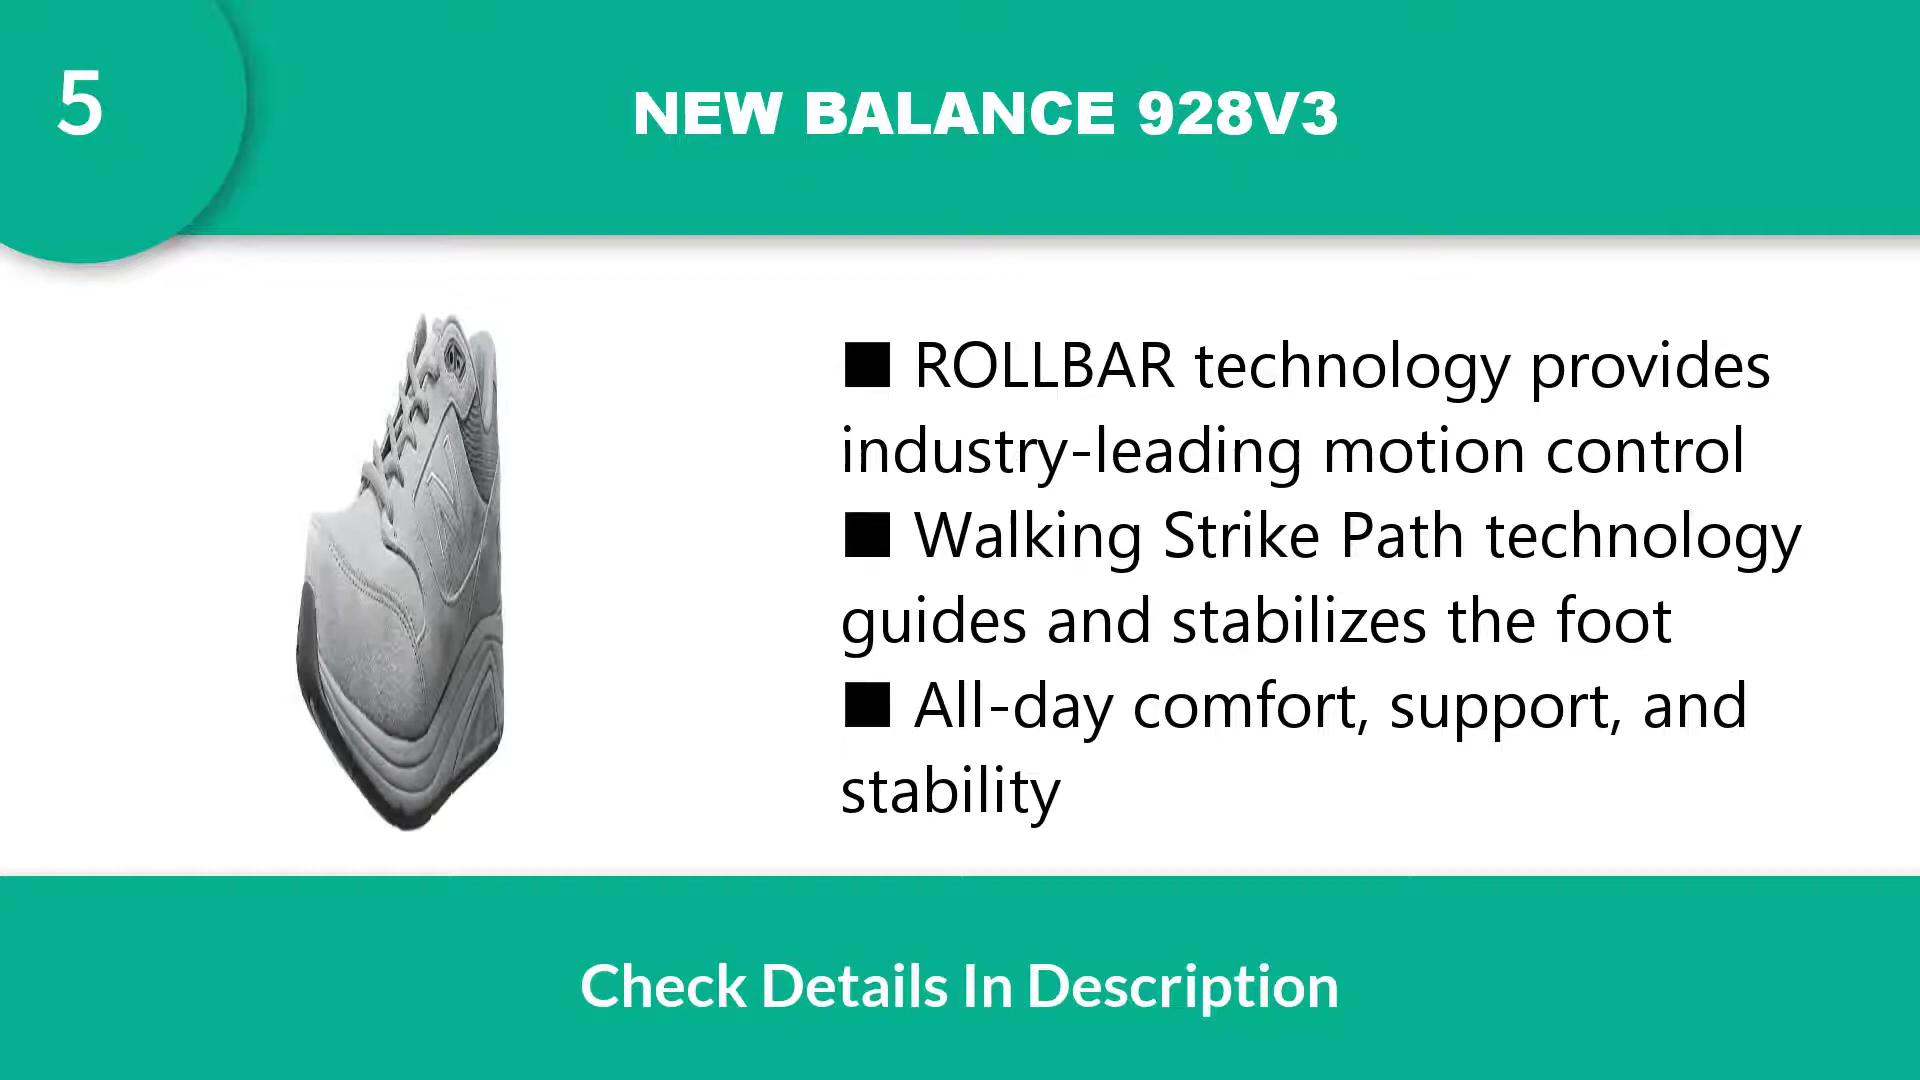 5
NEW BALANCE 928V3
■ ROLLBAR technology provides
industry-leading motion control
■ Walking Strike Path technology
guides and stabilizes the foot
■ All-day comfort, support, and
stability
N
Check Details In Description